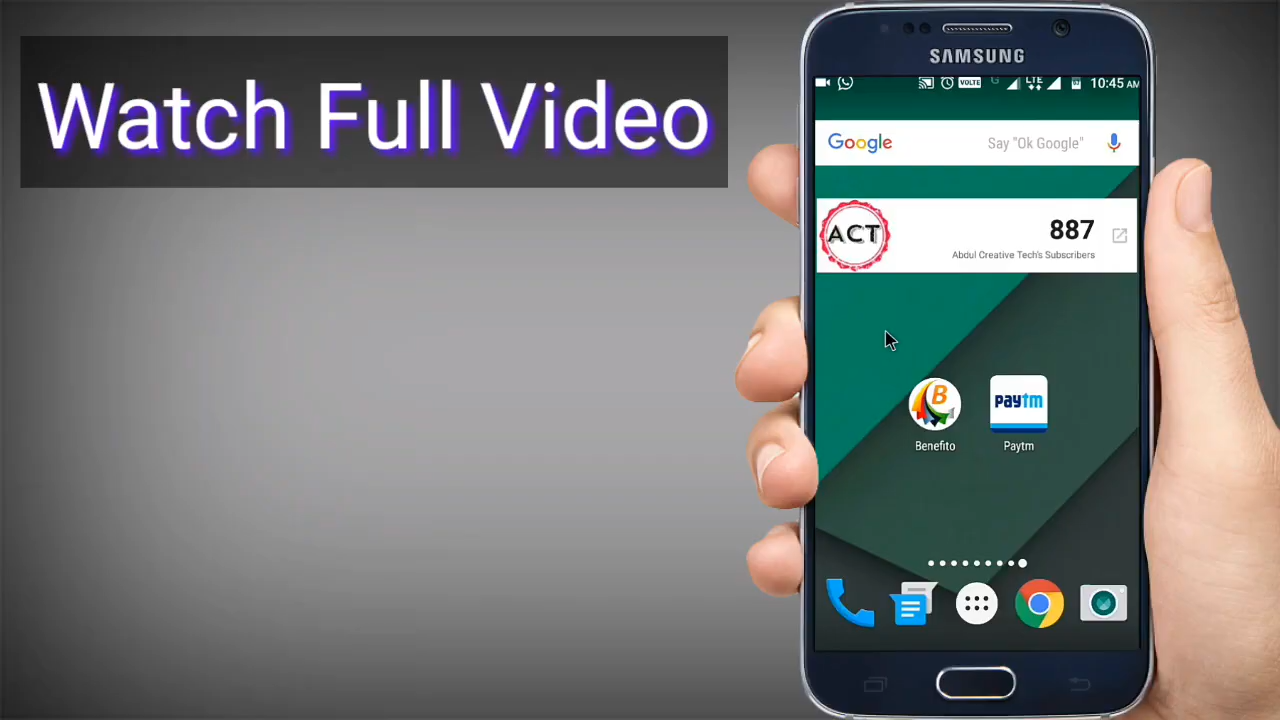 Watch Full Video
SAMSUNG
VOLTE
G
LTE
10:45 AM
Google
Say "Ok Google"
ACT
887
Abdul Creative Tech's Subscribers
B
paytm
Benefito
Paytm